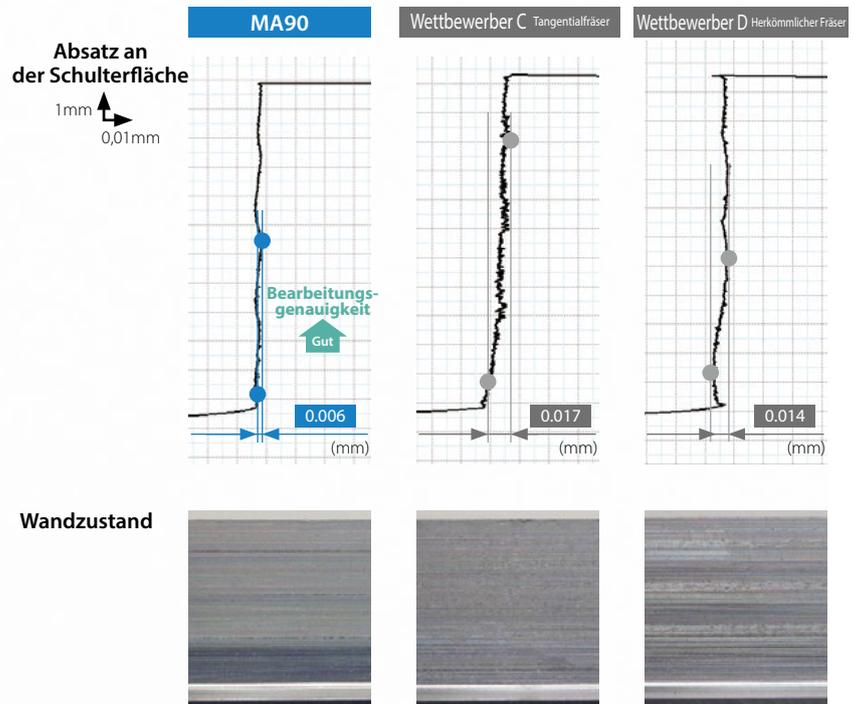 MA90
Wettbewerber C Tangentialfräser
Wettbewerber D Herkömmlicher Fräser
Absatz an
der Schulterfläche
1mm
0,01mm
Bearbeitungs-
genauigkeit
Gut
0.006
0.017
0.014
(mm)
(mm)
(mm)
Wandzustand